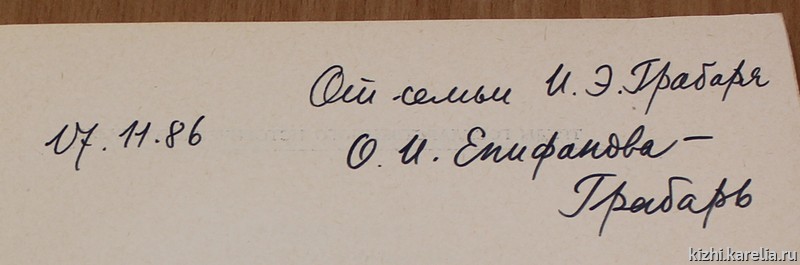 От семьи И.Э.Грабаря
17.11.86
О.И. Епифанова-
Грабарь
kizhi.karelia.ru